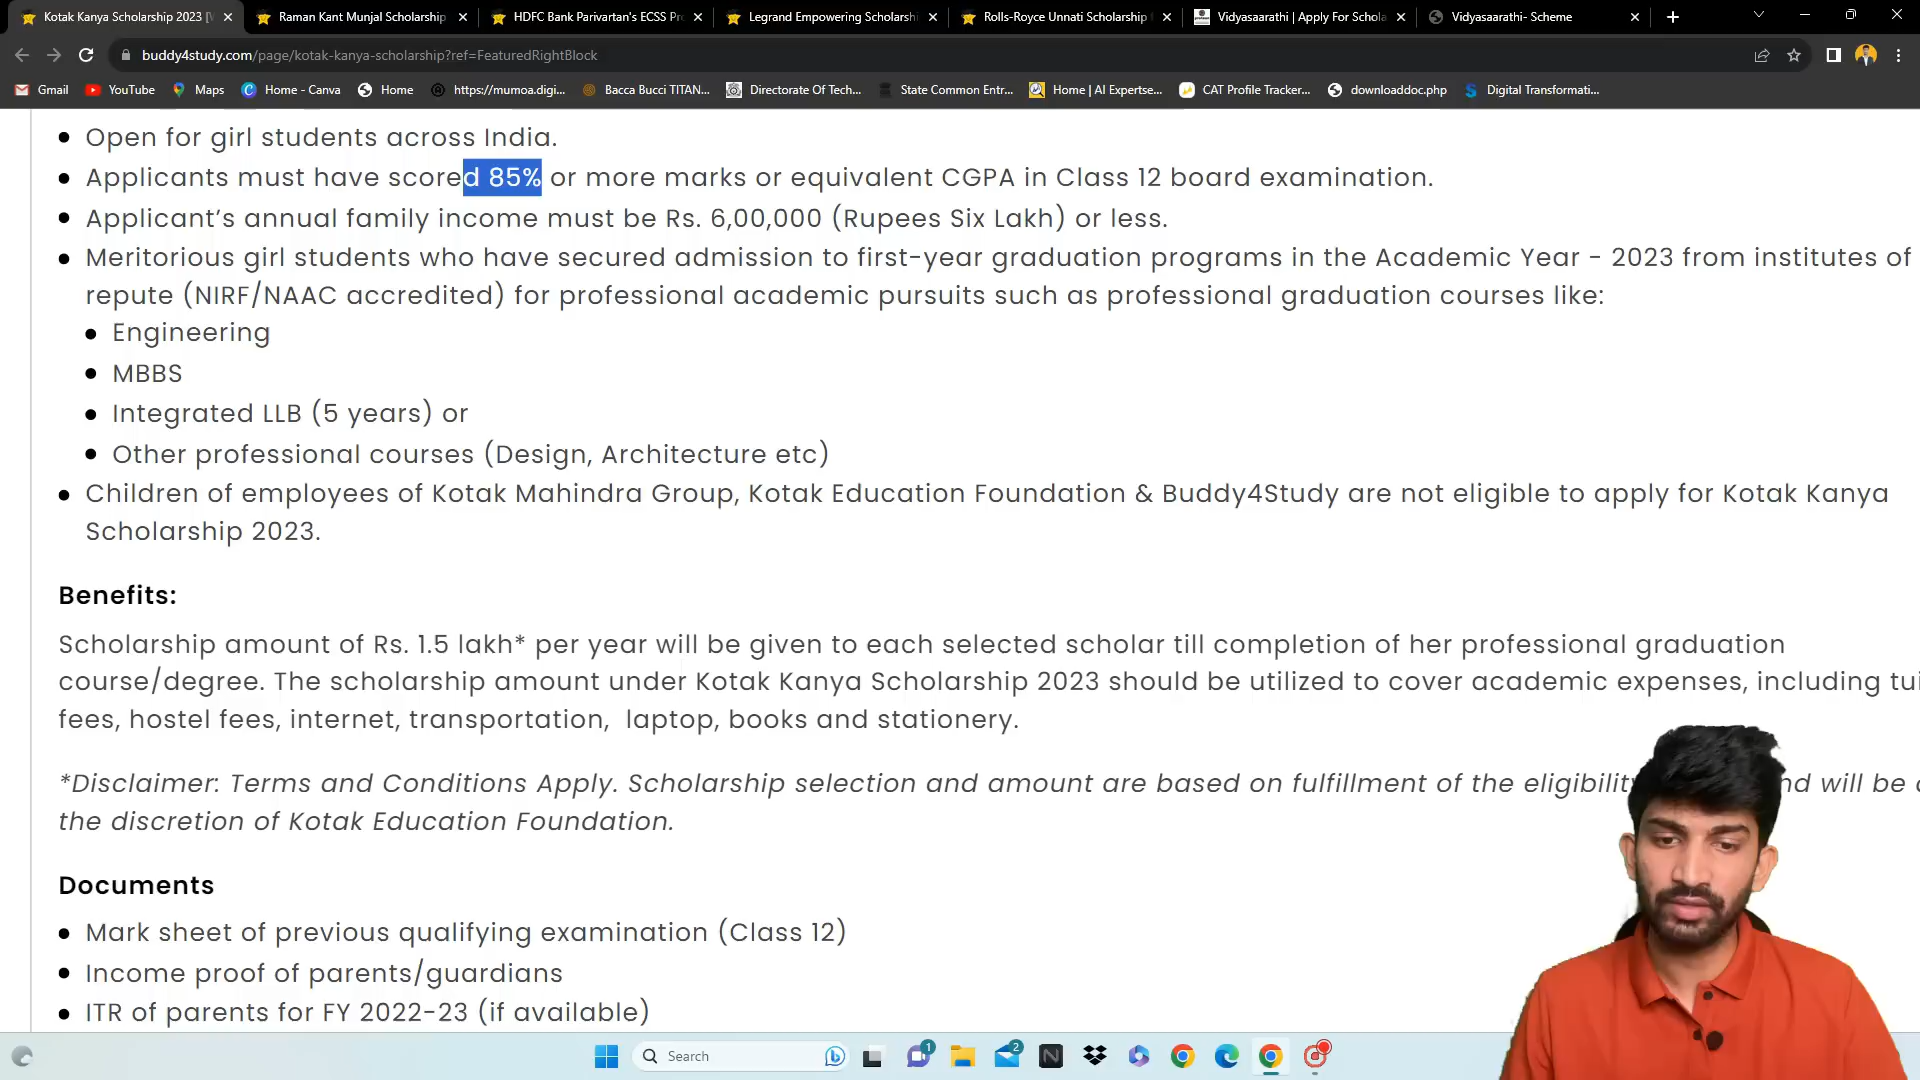 Kotak Kanya Scholarship 2023
Raman Kant Munjal Scholarship
HDFC Bank Parivartan's ECSS Pr
Legrand Empowering Scholarsh
Rolls-Royce Unnati Scholarship
Vidyasaarathi | Apply For Schola
Vidyasaarathi- Scheme
buddy4study.com/page/kotak-kanya-scholarship?ref=FeaturedRightBlock
Gmail
YouTube
Maps
Home - Canva
Home
https://mumoa.digi...
Bacca Bucci TITAN...
Directorate Of Tech...
State Common Entr...
Home | AI Expertse...
CAT Profile Tracker...
downloaddoc.php
Digital Transformati...
Open for girl students across India.
Applicants must have scored 85% or more marks or equivalent CGPA in Class 12 board examination.
Applicant's annual family income must be Rs. 6,00,000 (Rupees Six Lakh) or less.
Meritorious girl students who have secured admission to first-year graduation programs in the Academic Year - 2023 from institutes of
repute (NIRF/NAAC accredited) for professional academic pursuits such as professional graduation courses like:
Engineering
MBBS
Integrated LLB (5 years) or
Other professional courses (Design, Architecture etc)
Children of employees of Kotak Mahindra Group, Kotak Education Foundation & Buddy4Study are not eligible to apply for Kotak Kanya
Scholarship 2023.
Benefits:
Scholarship amount of Rs. 1.5 lakh* per year will be given to each selected scholar till completion of her professional graduation
course/degree. The scholarship amount under Kotak Kanya Scholarship 2023 should be utilized to cover academic expenses, including tui
fees, hostel fees, internet, transportation, laptop, books and stationery.
*Disclaimer: Terms and Conditions Apply. Scholarship selection and amount are based on fulfillment of the eligibilit nd will be
the discretion of Kotak Education Foundation.
Documents
Mark sheet of previous qualifying examination (Class 12)
Income proof of parents/guardians
ITR of parents for FY 2022-23 (if available)
Search
1
2